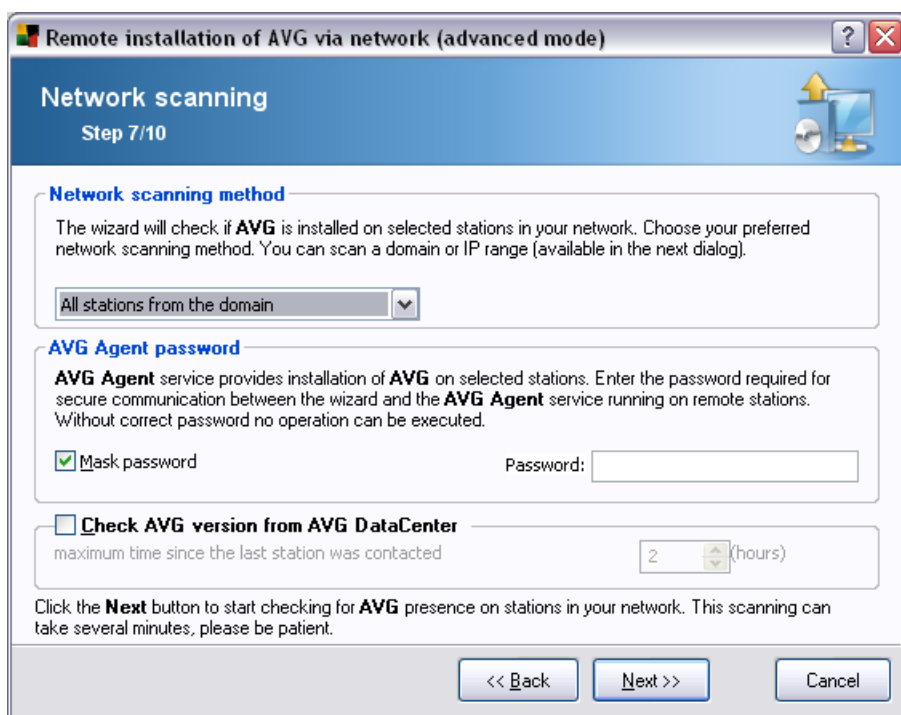 Remote installation of AVG via network (advanced mode)
?
Network scanning
Step 7/10
Network scanning method
The wizard will check if AVG is installed on selected stations in your network. Choose your preferred
network scanning method. You can scan a domain or IP range (available in the next dialog).
All stations from the domain
AVG Agent password
AVG Agent service provides installation of AVG on selected stations. Enter the password required for
secure communication between the wizard and the AVG Agent service running on remote stations.
Without correct password no operation can be executed.
Mask password Password:
Check AVG version from AVG DataCenter
maximum time since the last station was contacted 2 (hours)
Click the Next button to start checking for AVG presence on stations in your network. This scanning can
take several minutes, please be patient.
<< Back Next >> Cancel